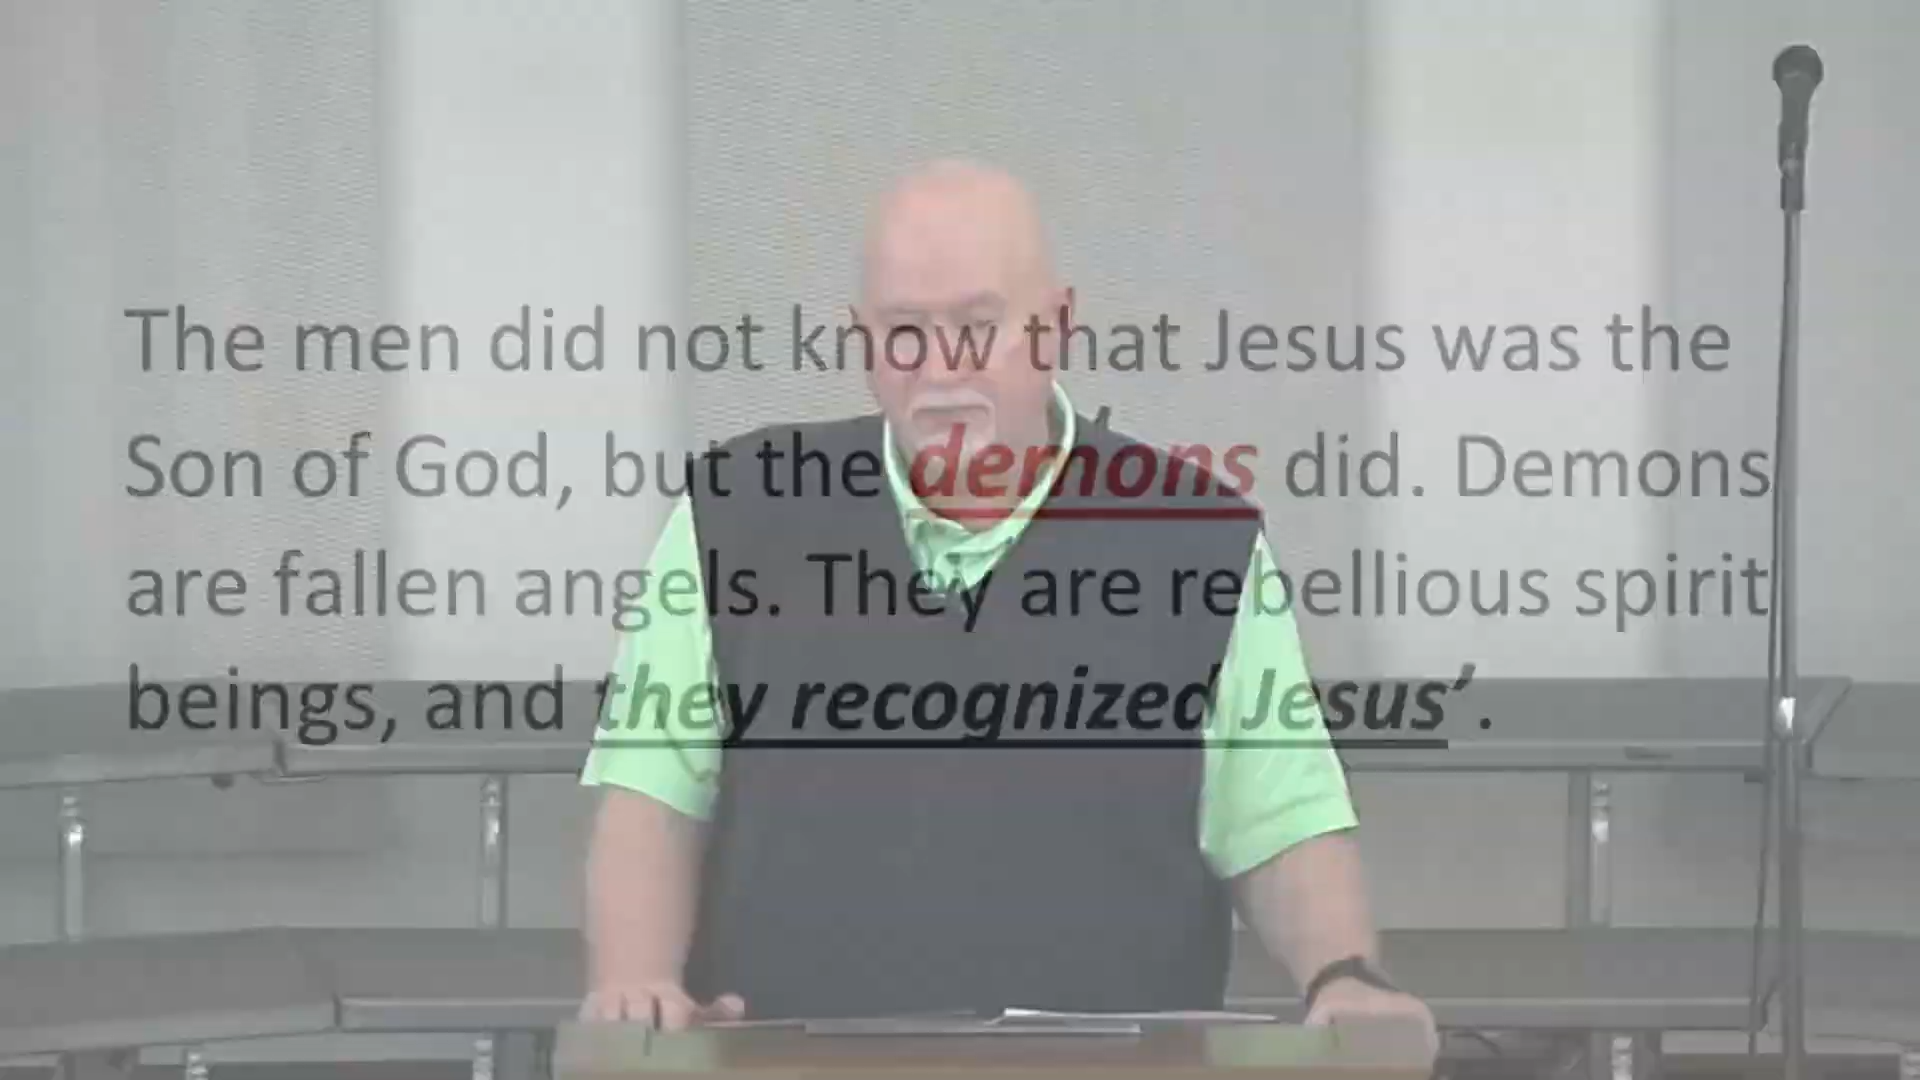 The men did not know that Jesus was the
Son of God, but the demons did. Demons
are fallen angels. They are rebellious spirit
beings, and they recognized Jesus’.